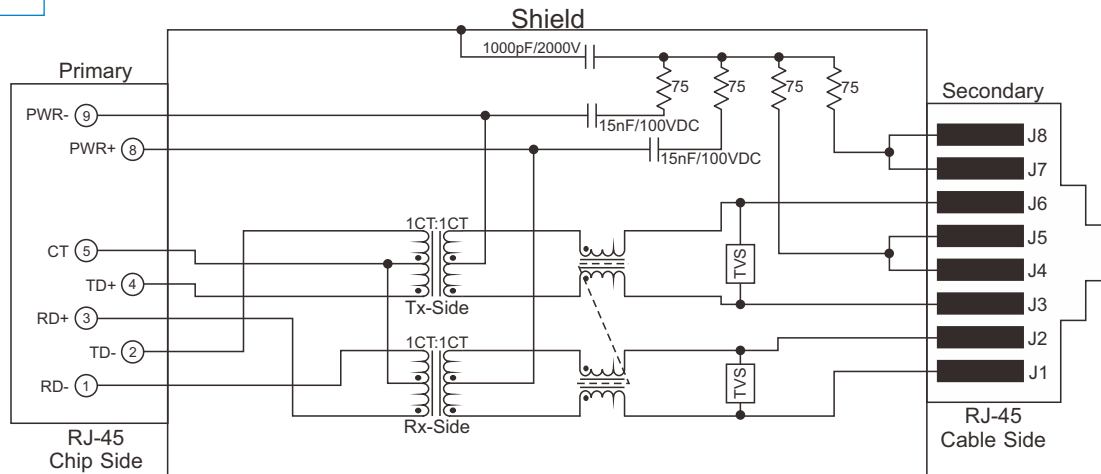 Shield
1000pF/2000V
75
75
75
75
Primary
PWR- 9
15nF/100VDC
PWR+ 8
15nF/100VDC
CT 5
TD+ 4
RD+ 3
TD- 2
RD- 1
RJ-45
Chip Side
1CT:1CT
Tx-Side
1CT:1CT
Rx-Side
TVS
TVS
Secondary
J8
J7
J6
J5
J4
J3
J2
J1
RJ-45
Cable Side